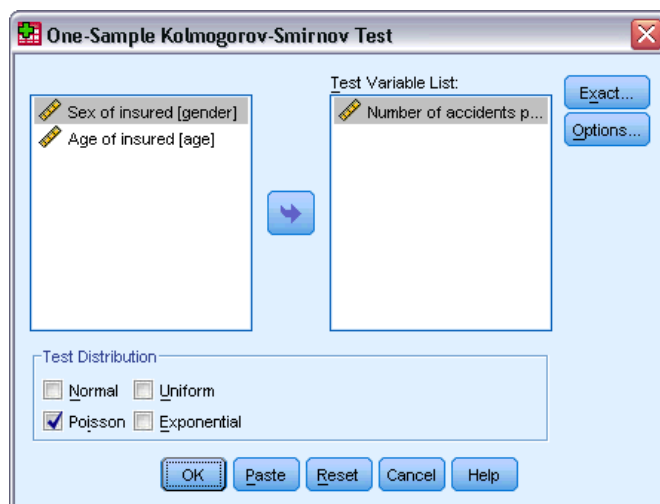 One-Sample Kolmogorov-Smirnov Test
Test Variable List:
Sex of insured [gender]
Age of insured [age]
Number of accidents p...
Exact...
Options...
Test Distribution
Normal
Uniform
Poisson
Exponential
OK
Paste
Reset
Cancel
Help